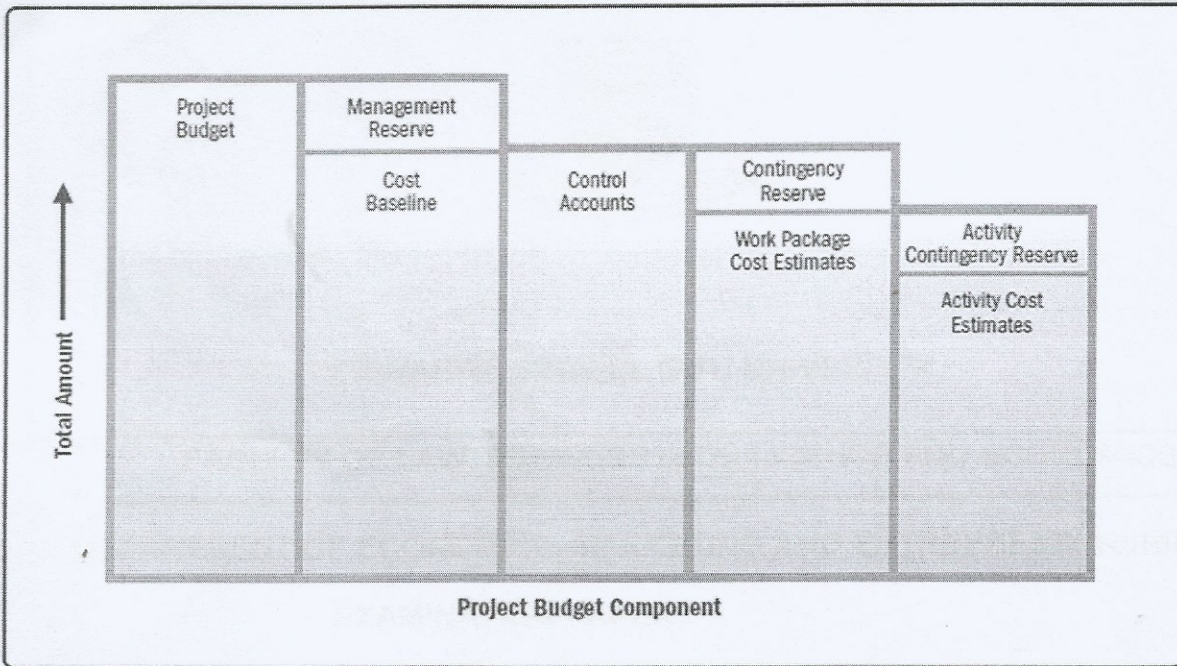 Project
Budget
Management
Reserve
Cost
Baseline
Control
Accounts
Contingency
Reserve
Work Package
Cost Estimates
Activity
Contingency Reserve
Activity Cost
Estimates
Total Amount
Project Budget Component